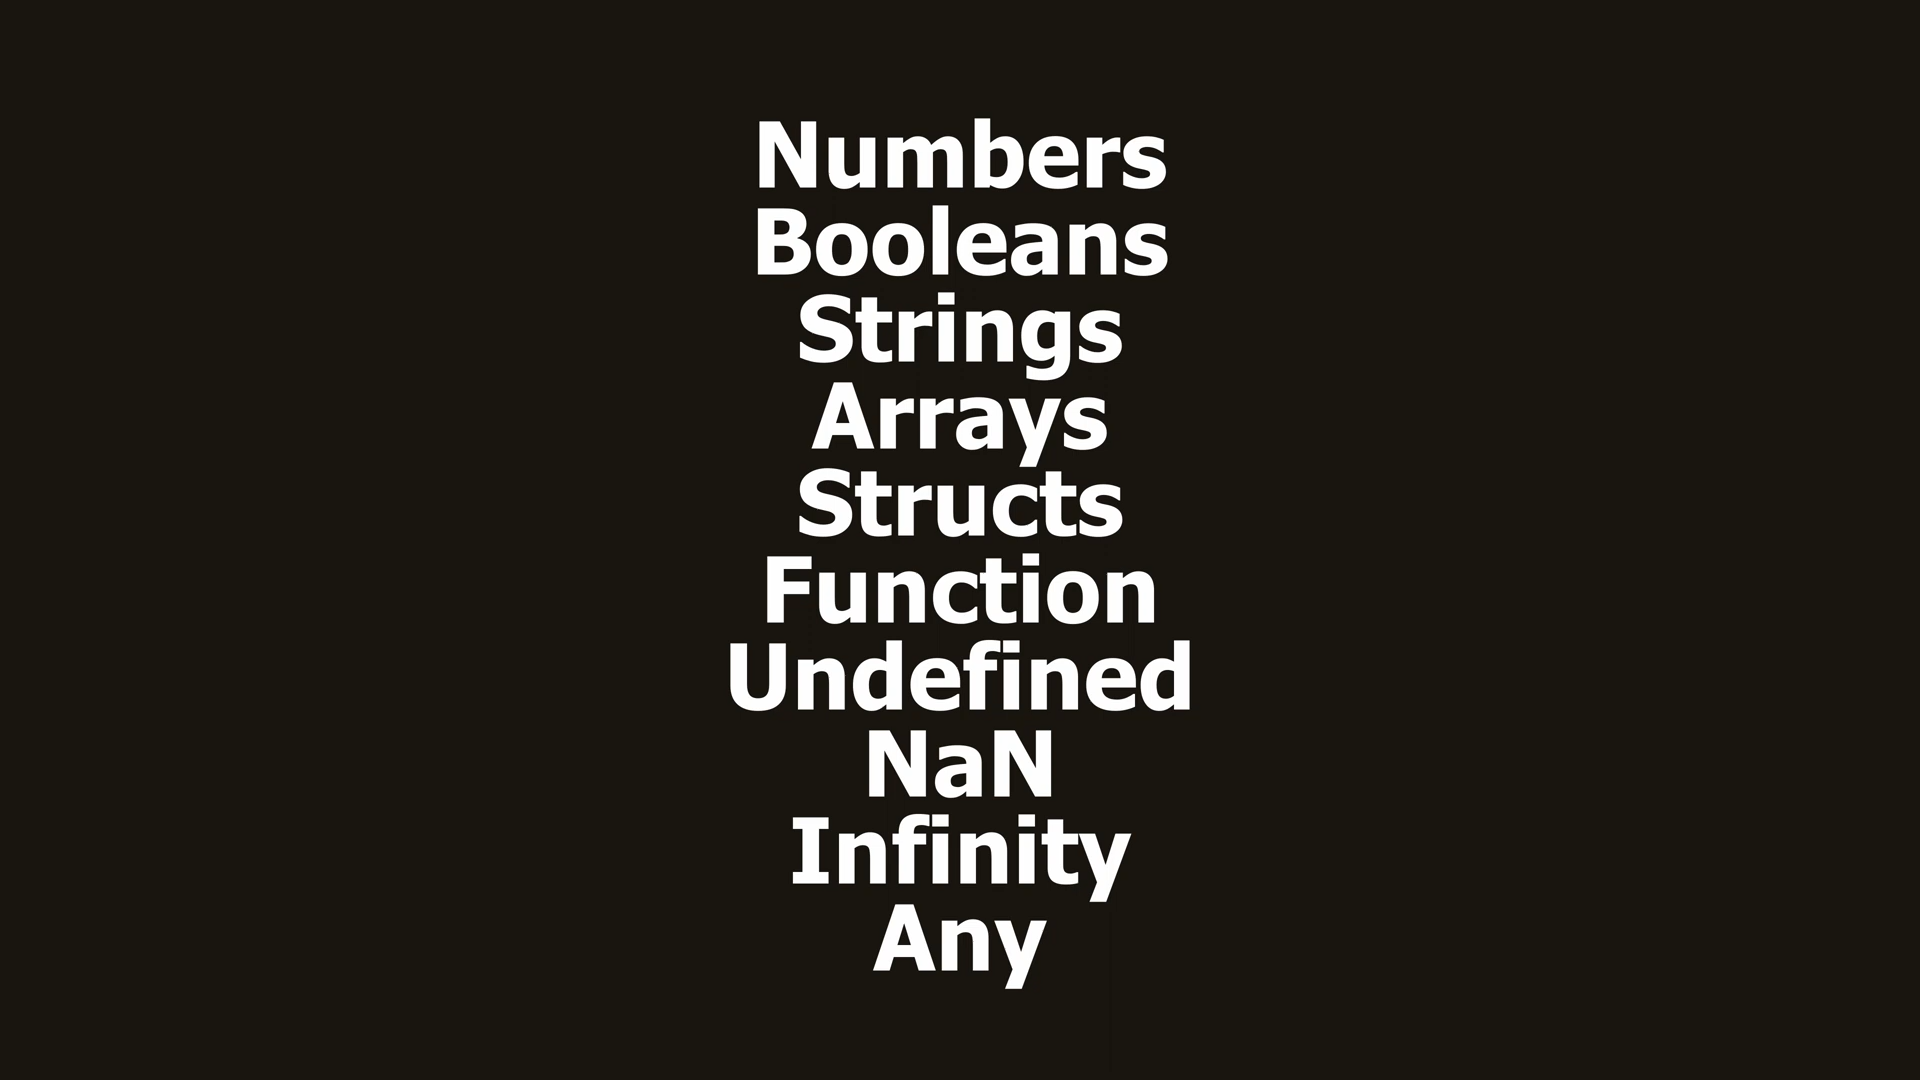 Numbers
Booleans
Strings
Arrays
Structs
Function
Undefined
NaN
Infinity
Any